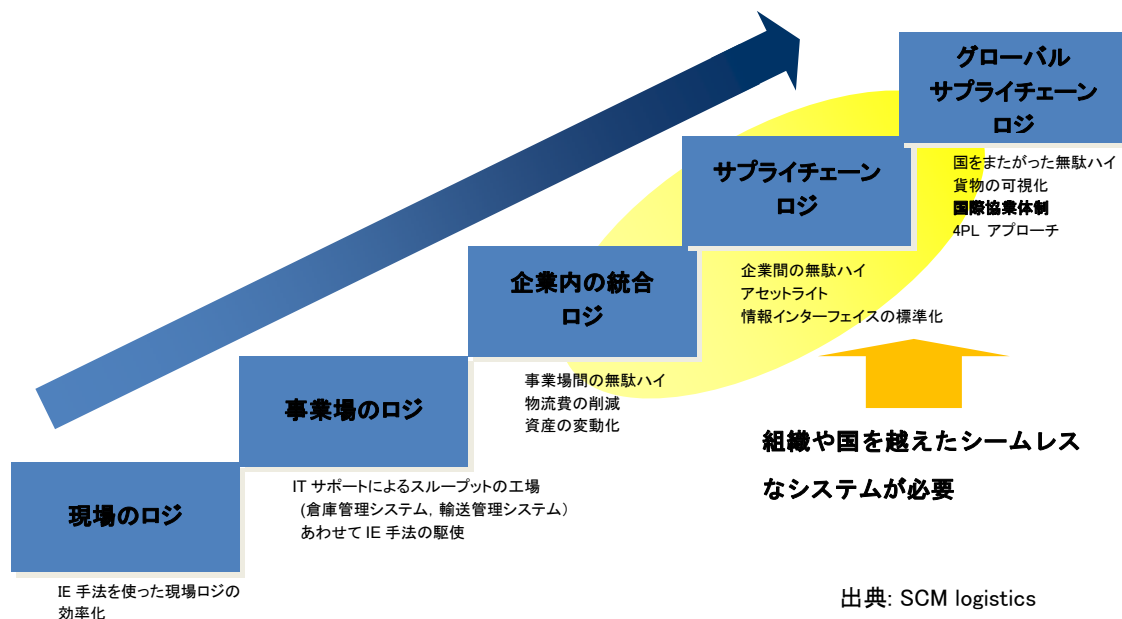 グローバル
サプライチェーン
ロジ
国をまたがった無駄ハイ
貨物の可視化
国際協業体制
4PL アプローチ
サプライチェーン
ロジ
企業間の無駄ハイ
アセットライト
情報インターフェイスの標準化
企業内の統合
ロジ
事業場間の無駄ハイ
物流費の削減
資産の変動化
事業場のロジ
IT サポートによるスループットの工場
(倉庫管理システム, 輸送管理システム)
あわせて IE 手法の駆使
現場のロジ
IE 手法を使った現場ロジの
効率化
組織や国を越えたシームレス
なシステムが必要
出典: SCM logistics